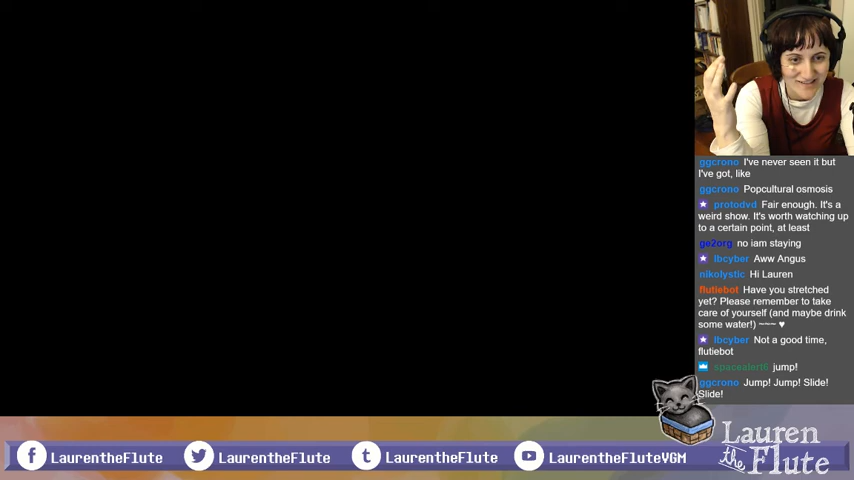 ggcrono I've never seen it but
I've got, like
ggcrono Popcultural osmosis
protodvd Fair enough. It's a
weird show. It's worth watching up
to a certain point, at least
ge2org no iam staying
lbcyber Aww Angus
nikolystic Hi Lauren
flutiebot Have you stretched
yet? Please remember to take
care of yourself (and maybe drink
some water!) ~~~ ♥
lbcyber Not a good time,
flutiebot
spacealert6 jump!
ggcrono Jump! Jump! Slide!
Slide!
Lauren
the Flute
LaurentheFlute
LaurentheFlute
LaurentheFlute
LaurentheFluteVGM